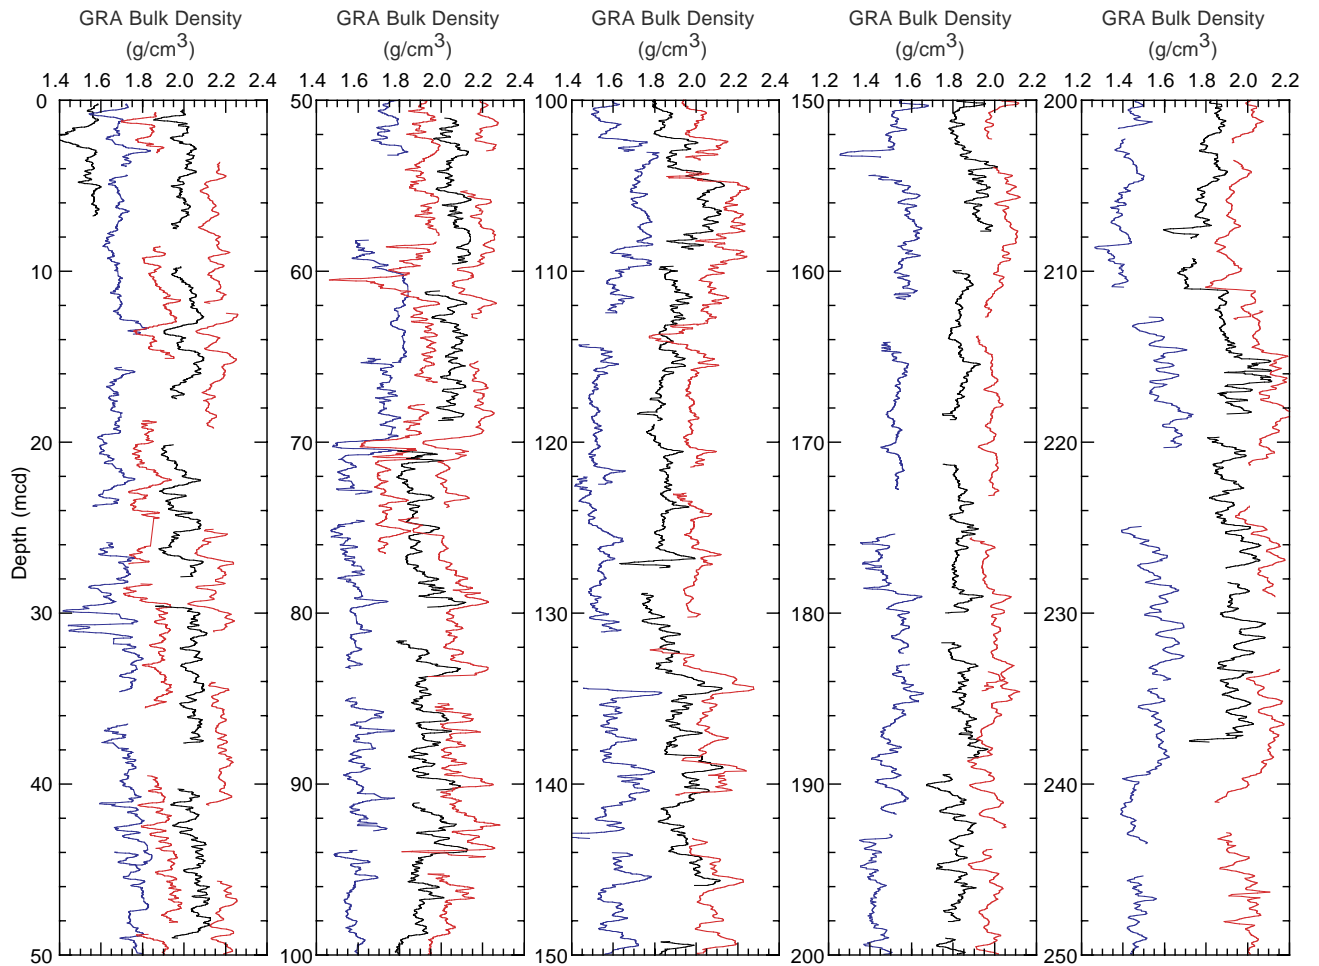 GRA Bulk Density GRA Bulk Density GRA Bulk Density GRA Bulk Density GRA Bulk Density
(g/cm3) (g/cm3) (g/cm3) (g/cm3) (g/cm3)
1.4 1.6 1.8 2.0 2.2 2.4 1.4 1.6 1.8 2.0 2.2 2.4 1.4 1.6 1.8 2.0 2.2 2.4 1.2 1.4 1.6 1.8 2.0 2.2 1.2 1.4 1.6 1.8 2.0 2.2
0 50 100 150 200
10 60 110 160 210
20 70 120 170 220
Depth (mcd)
30 80 130 180 230
40 90 140 190 240
50 100 150 200 250